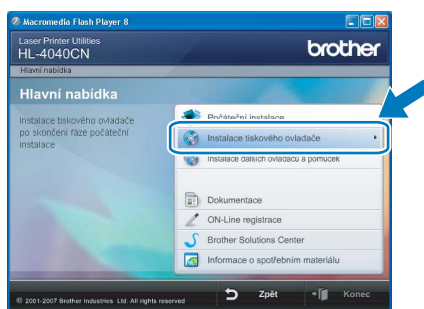 Macromedia Flash Player 8
Laser Printer Utilities
HL-4040CN
brother
Hlavní nabídka
Hlavní nabídka
Instalace tiskového ovladače
po skončení fáze počáteční
instalace
Počáteční instalace
Instalace tiskového ovladače
Instalace dalších ovladačů a pomůcek
Dokumentace
ON-Line registrace
Brother Solutions Center
Informace o spotřebním materiálu
© 2001-2007 Brother Industries Ltd. All rights reserved
Zpět
Konec